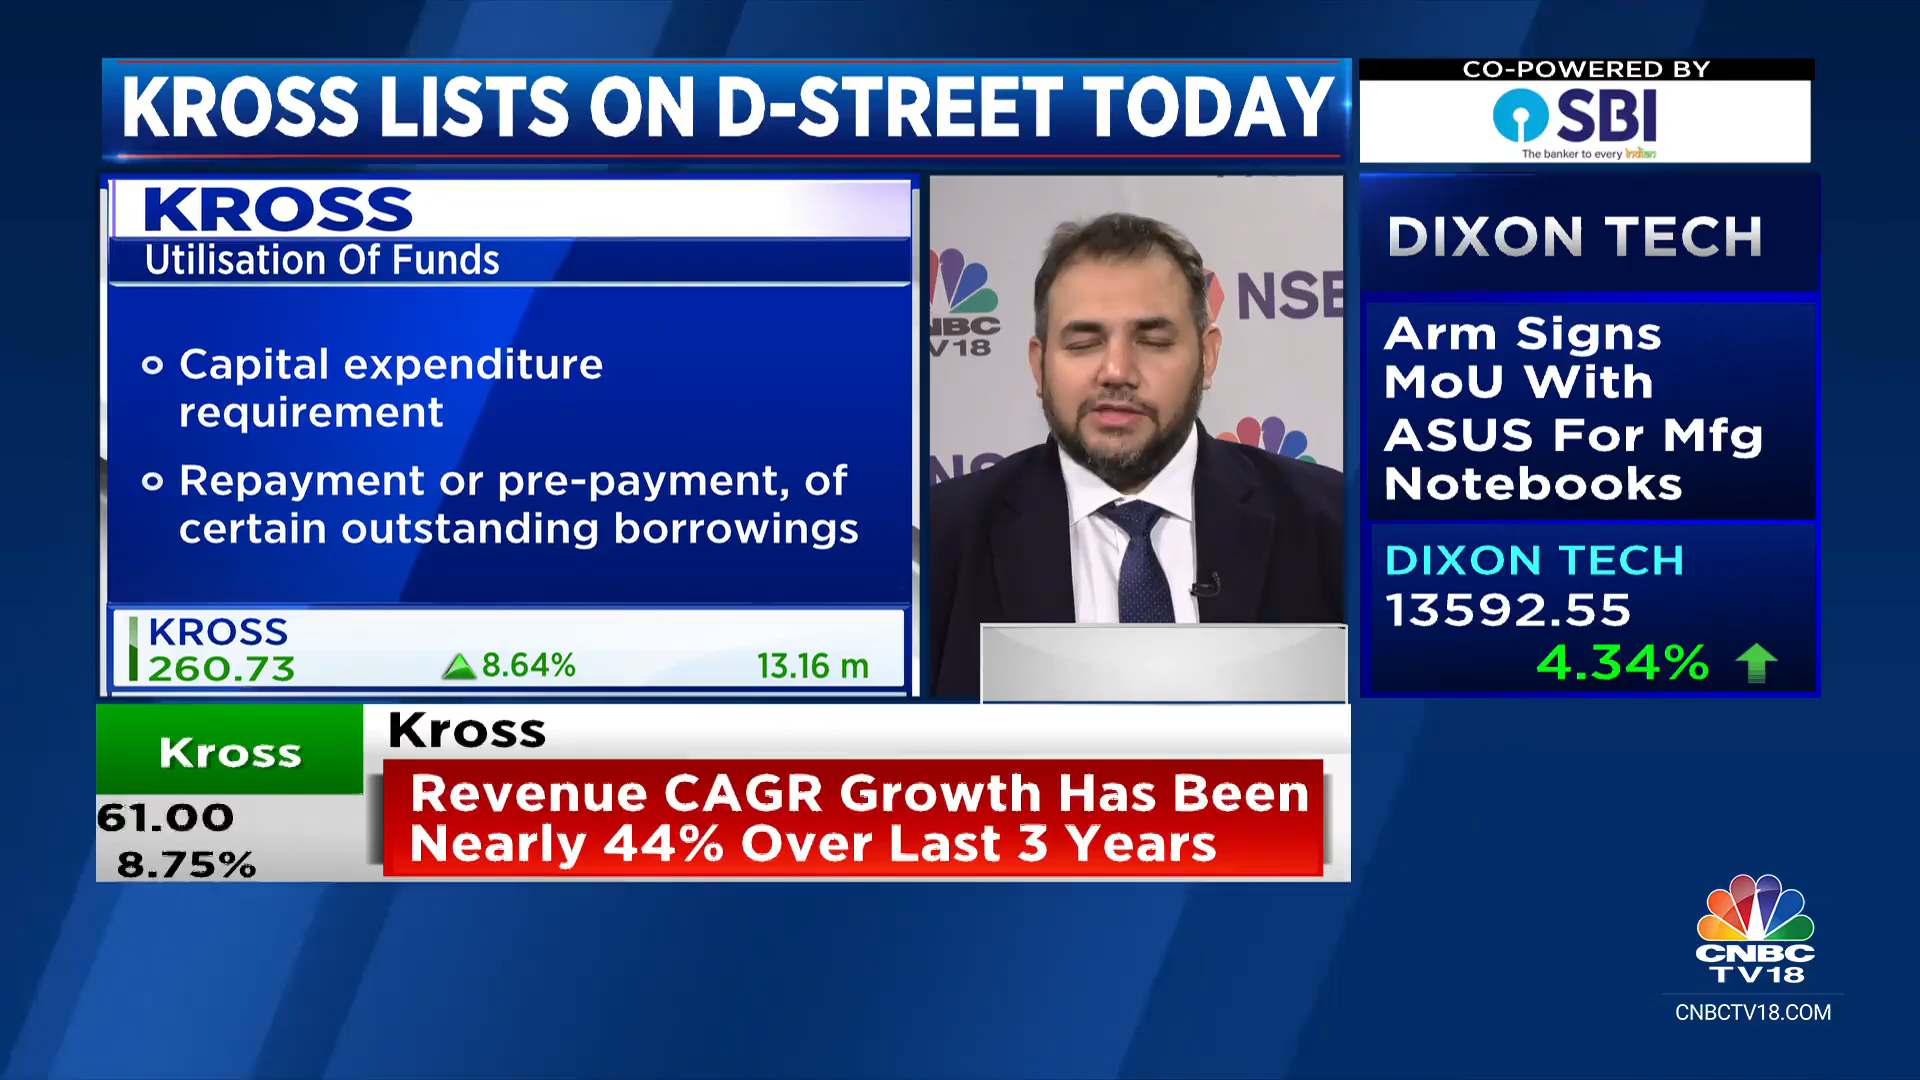 KROSS LISTS ON D-STREET TODAY
CO-POWERED BY
SBI
The banker to every Indian
KROSS
Utilisation Of Funds
Capital expenditure
requirement
Repayment or pre-payment, of
certain outstanding borrowings
KROSS
260.73
8.64%
13.16 m
NBC
V18
NSE
NS
DIXON TECH
Arm Signs
MoU With
ASUS For Mfg
Notebooks
DIXON TECH
13592.55
4.34%
Kross
61.00
8.75%
Kross
Revenue CAGR Growth Has Been
Nearly 44% Over Last 3 Years
CNBC
TV18
CNBCTV18.COM